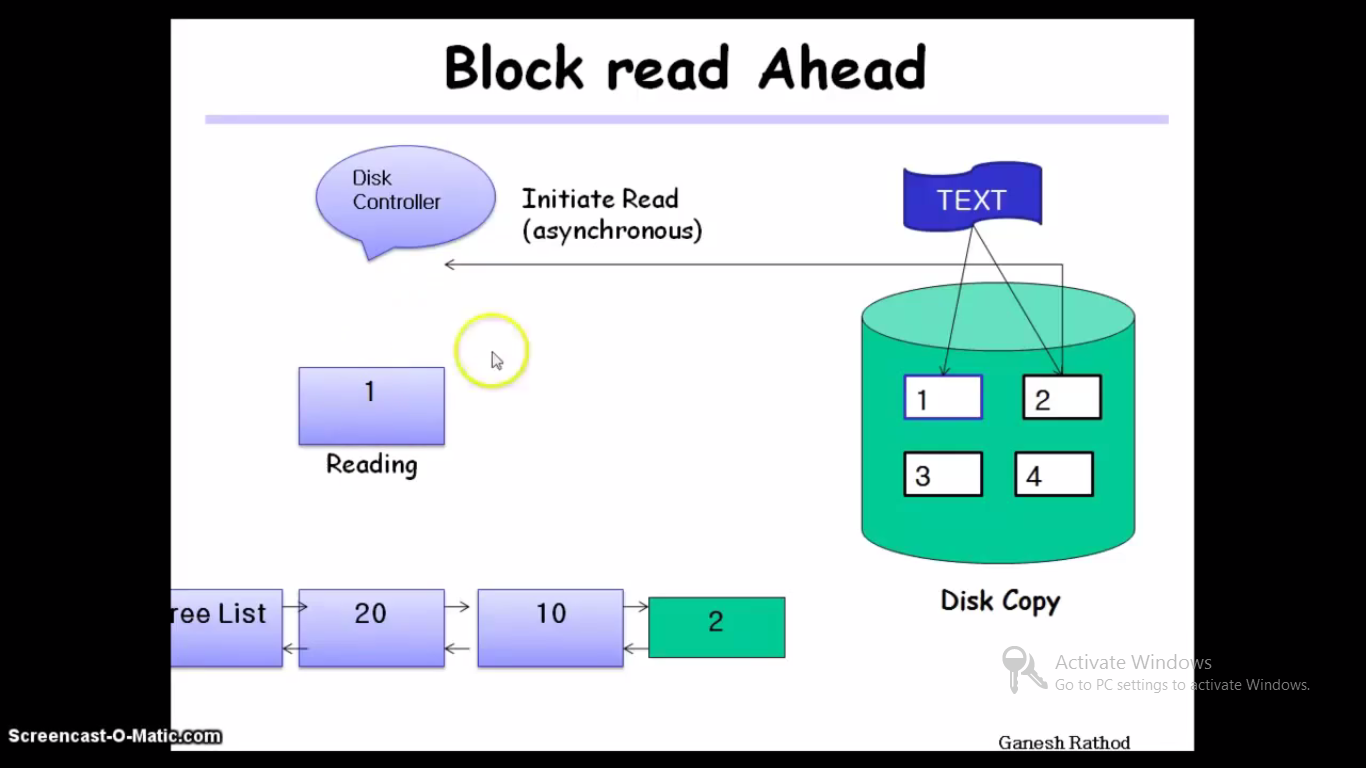 Block read Ahead
Disk
Controller
Initiate Read
(asynchronous)
TEXT
1
Reading
1
2
3
4
Disk Copy
ree List
20
10
2
Activate Windows
Go to PC settings to activate Windows.
Screencast-O-Matic.com
Ganesh Rathod